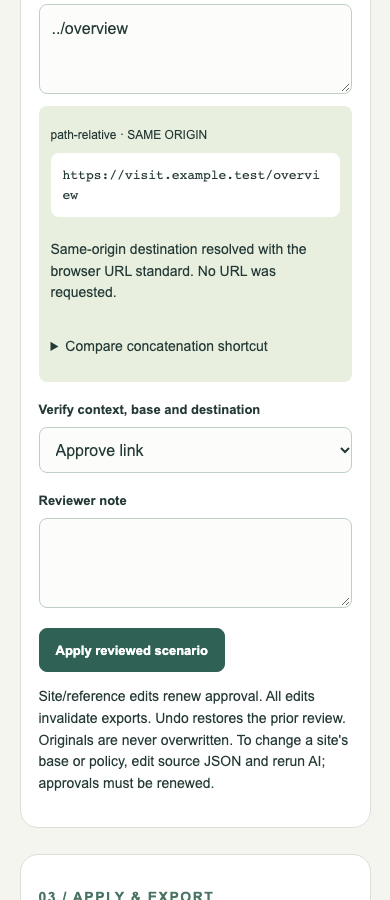 ../overview
path-relative · SAME ORIGIN
https://visit.example.test/overvi
ew
Same-origin destination resolved with the
browser URL standard. No URL was
requested.
▶ Compare concatenation shortcut
Verify context, base and destination
Approve link
Reviewer note
Apply reviewed scenario
Site/reference edits renew approval. All edits
invalidate exports. Undo restores the prior review.
Originals are never overwritten. To change a site's
base or policy, edit source JSON and rerun AI;
approvals must be renewed.
03 / APPLY & EXPORT